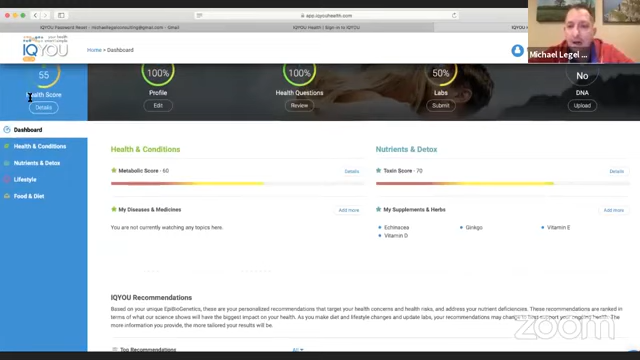 app.iqyouhealth.com
IQYOU Password Reset - michaellegelconsulting@gmail.com - Gmail
IQYOU Health | Sign in to IQYOU
IQYOU
Home > Dashboard
Michael Legel ...
55
100%
100%
50%
No
Health Score
Profile
Health Questions
Labs
DNA
Details
Edit
Review
Submit
Upload
Dashboard
Health & Conditions
Nutrients & Detox
Lifestyle
Food & Diet
Health & Conditions
Nutrients & Detox
Metabolic Score - 60
Details
Toxin Score - 70
Details
My Diseases & Medicines
Add more
My Supplements & Herbs
Add more
You are not currently watching any topics here.
Echinacea
Ginkgo
Vitamin E
Vitamin D
IQYOU Recommendations
Based on your unique EpiBioGenetics, these are your personalized recommendations that target your health concerns and health risks, and address your nutrient deficiencies. These recommendations are ranked in
terms of what our science shows will have the biggest impact on your health. As you make diet and lifestyle changes and update labs, your recommendations may change to
more information you provide, the more tailored your results will be.
Top Recommendations
All
zoom